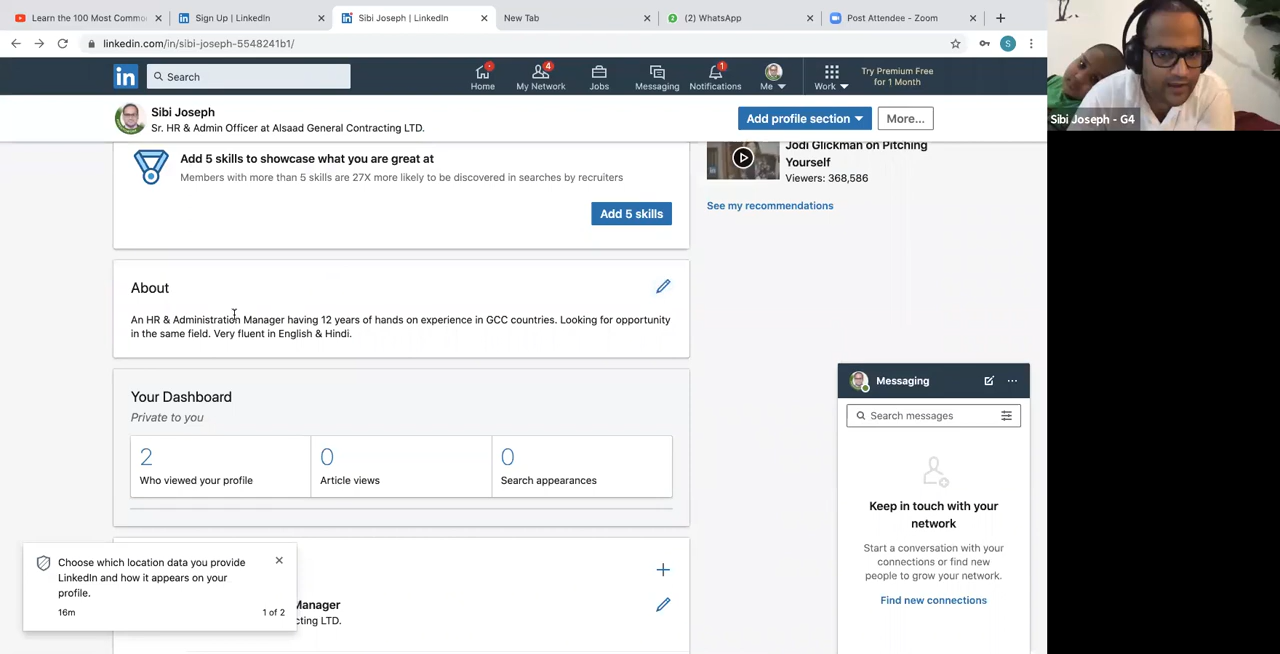 Learn the 100 Most Commo
Sign Up | LinkedIn
Sibi Joseph | LinkedIn
New Tab
(2) WhatsApp
Post Attendee - Zoom
linkedin.com/in/sibi-joseph-5548241b1/
S
in
Search
Home
4
My Network
Jobs
Messaging
1
Notifications
Me
Work
Try Premium Free
for 1 Month
Sibi Joseph
Sr. HR & Admin Officer at Alsaad General Contracting LTD.
Add profile section
More...
Sibi Joseph - G4
Add 5 skills to showcase what you are great at
Members with more than 5 skills are 27X more likely to be discovered in searches by recruiters
Add 5 skills
Jodi Glickman on Pitching
Yourself
Viewers: 368,586
See my recommendations
About
An HR & Administration Manager having 12 years of hands on experience in GCC countries. Looking for opportunity
in the same field. Very fluent in English & Hindi.
Your Dashboard
Private to you
2
Who viewed your profile
0
Article views
0
Search appearances
Messaging
Search messages
Keep in touch with your
network
Start a conversation with your
connections or find new
people to grow your network.
Find new connections
Choose which location data you provide
LinkedIn and how it appears on your
profile.
16m
1 of 2
Manager
cting LTD.